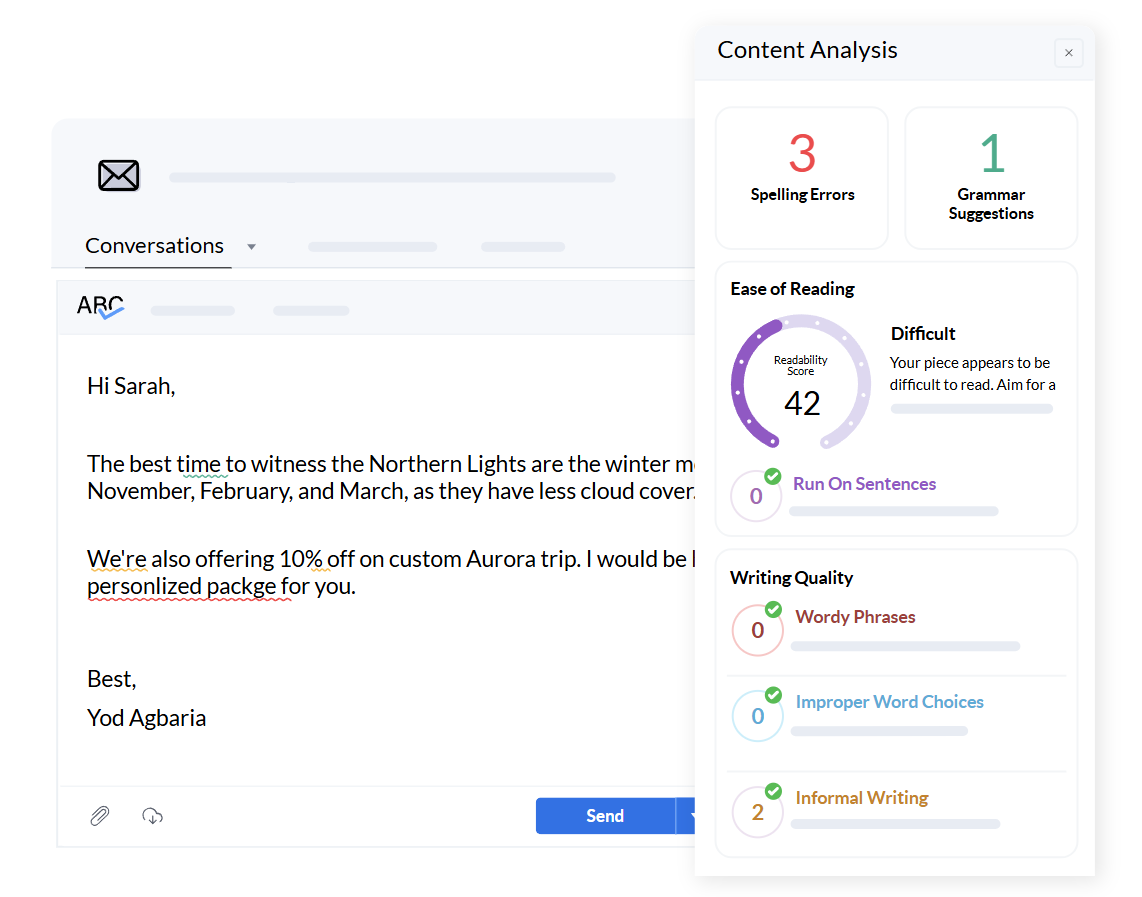 Content Analysis
×
3
Spelling Errors
1
Grammar
Suggestions
Conversations
ABC
Hi Sarah,
The best time to witness the Northern Lights are the winter
November, February, and March, as they have less cloud cover.
We're also offering 10% off on custom Aurora trip. I would be
personlized packge for you.
Best,
Yod Agbaria
Send
Ease of Reading
Readability
Score
42
Difficult
Your piece appears to be
difficult to read. Aim for a
0
Run On Sentences
Writing Quality
0
Wordy Phrases
0
Improper Word Choices
2
Informal Writing